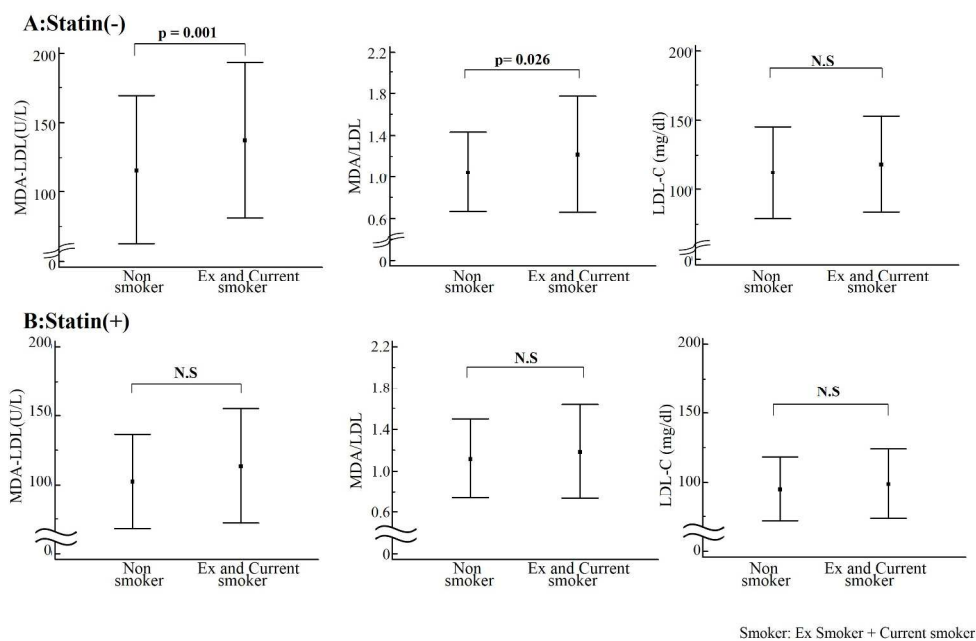 A:Statin(-)
p = 0.001
MDA-LDL(U/L)
200
150
100
0
Non smoker
Ex and Current smoker
p= 0.026
MDA/LDL
2.2
1.8
1.4
1.0
0.6
0
Non smoker
Ex and Current smoker
N.S
LDL-C (mg/dl)
200
150
100
0
Non smoker
Ex and Current smoker
B:Statin(+)
N.S
MDA-LDL(U/L)
200
150
100
0
Non smoker
Ex and Current smoker
N.S
MDA/LDL
2.2
1.8
1.4
1.0
0.6
0
Non smoker
Ex and Current smoker
N.S
LDL-C (mg/dl)
200
150
100
0
Non smoker
Ex and Current smoker
Smoker: Ex Smoker + Current smoker